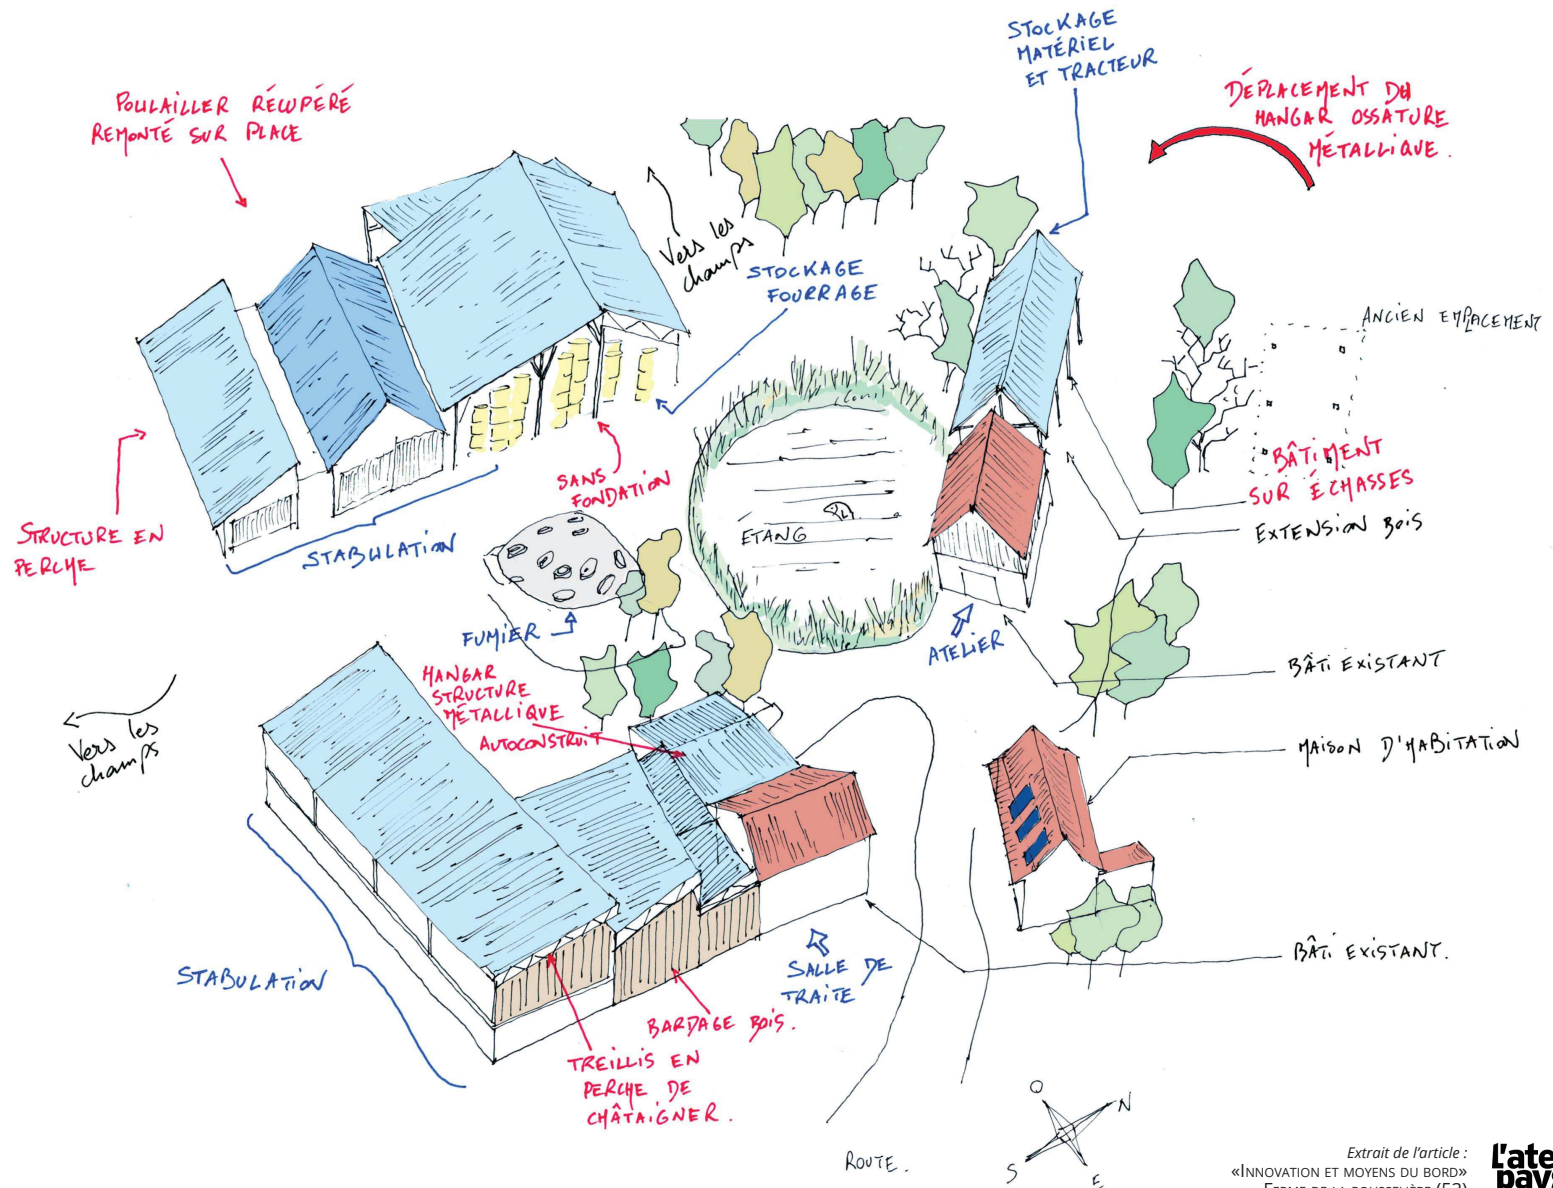 STOCKAGE
MATÉRIEL
ET TRACTEUR
DÉPLACEMENT DU
HANGAR OSSATURE
MÉTALLIQUE.
POULAILLER RÉCUPÉRÉ
REMONTÉ SUR PLACE
Vers les
champs
STOCKAGE
FOURRAGE
ANCIEN EMPLACEMENT
BÂTIMENT
SUR ÉCHASSES
EXTENSION BOIS
SANS
FONDATION
STRUCTURE EN
PERCHE
STABULATION
ÉTANG
FUMIER
ATELIER
BÂTI EXISTANT
HANGAR
STRUCTURE
MÉTALLIQUE
AUTOCONSTRUIT
Vers les
champs
MAISON D'HABITATION
STABULATION
SALLE DE
TRAITE
BÂTI EXISTANT.
BARDAGE BOIS.
TREILLIS EN
PERCHE DE
CHÂTAIGNER.
O
N
S
E
ROUTE.
Extrait de l'article :
«INNOVATION ET MOYENS DU BORD»
L'ate